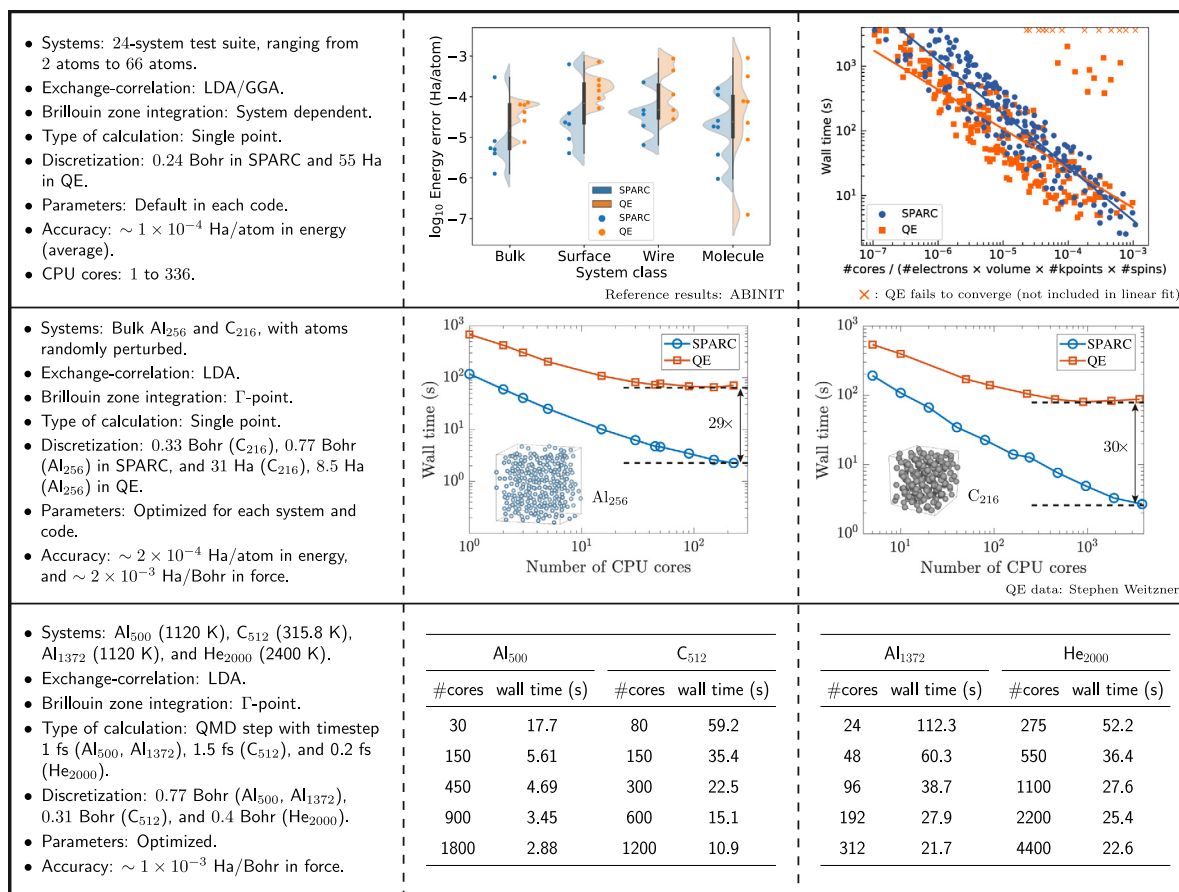 • Systems: 24-system test suite, ranging from
2 atoms to 66 atoms.
• Exchange-correlation: LDA/GGA.
• Brillouin zone integration: System dependent.
• Type of calculation: Single point.
• Discretization: 0.24 Bohr in SPARC and 55 Ha
in QE.
• Parameters: Default in each code.
• Accuracy: ∼ 1 × 10⁻⁴ Ha/atom in energy
(average).
• CPU cores: 1 to 336.
log₁₀ Energy error (Ha/atom)
−3
−4
−5
−6
−7
SPARC
QE
SPARC
QE
Bulk Surface Wire Molecule
System class
Reference results: ABINIT
Wall time (s)
10³
10²
10¹
SPARC
QE
10⁻⁷ 10⁻⁶ 10⁻⁵ 10⁻⁴ 10⁻³
#cores / (#electrons × volume × #kpoints × #spins)
× : QE fails to converge (not included in linear fit)
• Systems: Bulk Al₂₅₆ and C₂₁₆, with atoms
randomly perturbed.
• Exchange-correlation: LDA.
• Brillouin zone integration: Γ-point.
• Type of calculation: Single point.
• Discretization: 0.33 Bohr (C₂₁₆), 0.77 Bohr
(Al₂₅₆) in SPARC, and 31 Ha (C₂₁₆), 8.5 Ha
(Al₂₅₆) in QE.
• Parameters: Optimized for each system and
code.
• Accuracy: ∼ 2 × 10⁻⁴ Ha/atom in energy,
and ∼ 2 × 10⁻³ Ha/Bohr in force.
Wall time (s)
10³
10²
10¹
10⁰
SPARC
QE
29×
Al₂₅₆
10⁰ 10¹ 10²
Number of CPU cores
Wall time (s)
10³
10²
10¹
10⁰
SPARC
QE
30×
C₂₁₆
10¹ 10² 10³
Number of CPU cores
QE data: Stephen Weitzner
• Systems: Al₅₀₀ (1120 K), C₅₁₂ (315.8 K),
Al₁₃₇₂ (1120 K), and He₂₀₀₀ (2400 K).
• Exchange-correlation: LDA.
• Brillouin zone integration: Γ-point.
• Type of calculation: QMD step with timestep
1 fs (Al₅₀₀, Al₁₃₇₂), 1.5 fs (C₅₁₂), and 0.2 fs
(He₂₀₀₀).
• Discretization: 0.77 Bohr (Al₅₀₀, Al₁₃₇₂),
0.31 Bohr (C₅₁₂), and 0.4 Bohr (He₂₀₀₀).
• Parameters: Optimized.
• Accuracy: ∼ 1 × 10⁻³ Ha/Bohr in force.
Al₅₀₀ C₅₁₂
#cores wall time (s) #cores wall time (s)
30 17.7 80 59.2
150 5.61 150 35.4
450 4.69 300 22.5
900 3.45 600 15.1
1800 2.88 1200 10.9
Al₁₃₇₂ He₂₀₀₀
#cores wall time (s) #cores wall time (s)
24 112.3 275 52.2
48 60.3 550 36.4
96 38.7 1100 27.6
192 27.9 2200 25.4
312 21.7 4400 22.6